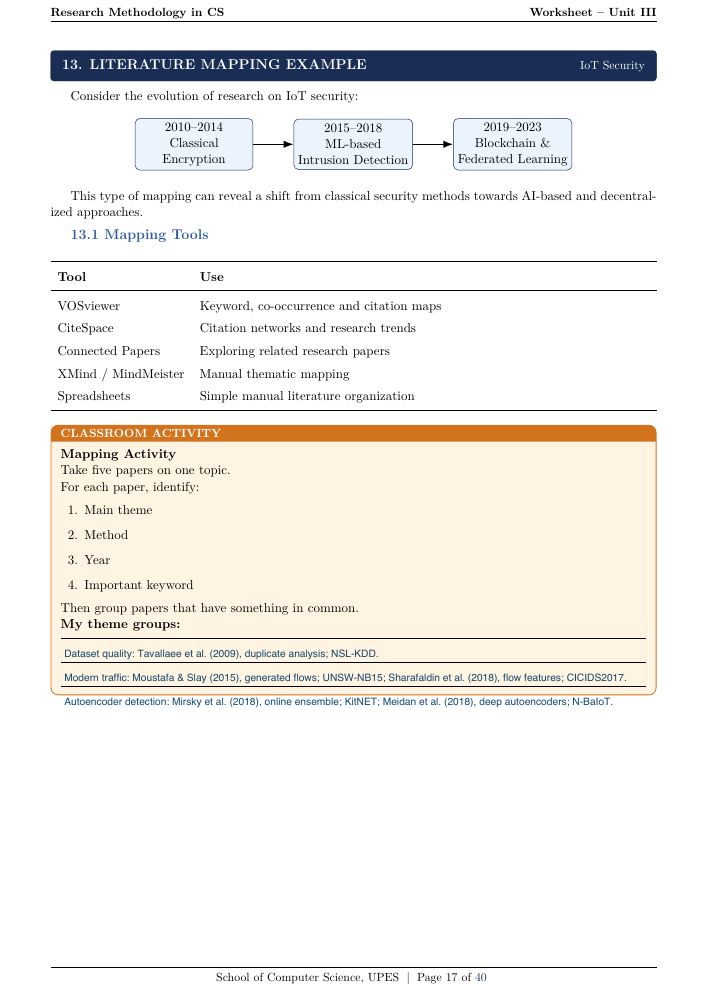 Research Methodology in CS Worksheet – Unit III
13. LITERATURE MAPPING EXAMPLE IoT Security
Consider the evolution of research on IoT security:
2010–2014
Classical
Encryption
2015–2018
ML-based
Intrusion Detection
2019–2023
Blockchain &
Federated Learning
This type of mapping can reveal a shift from classical security methods towards AI-based and decentral-
ized approaches.
13.1 Mapping Tools
Tool Use
VOSviewer Keyword, co-occurrence and citation maps
CiteSpace Citation networks and research trends
Connected Papers Exploring related research papers
XMind / MindMeister Manual thematic mapping
Spreadsheets Simple manual literature organization
CLASSROOM ACTIVITY
Mapping Activity
Take five papers on one topic.
For each paper, identify:
1. Main theme
2. Method
3. Year
4. Important keyword
Then group papers that have something in common.
My theme groups:
Dataset quality: Tavallaee et al. (2009), duplicate analysis; NSL-KDD.
Modern traffic: Moustafa & Slay (2015), generated flows; UNSW-NB15; Sharafaldin et al. (2018), flow features; CICIDS2017.
Autoencoder detection: Mirsky et al. (2018), online ensemble; KitNET; Meidan et al. (2018), deep autoencoders; N-BaIoT.
School of Computer Science, UPES | Page 17 of 40